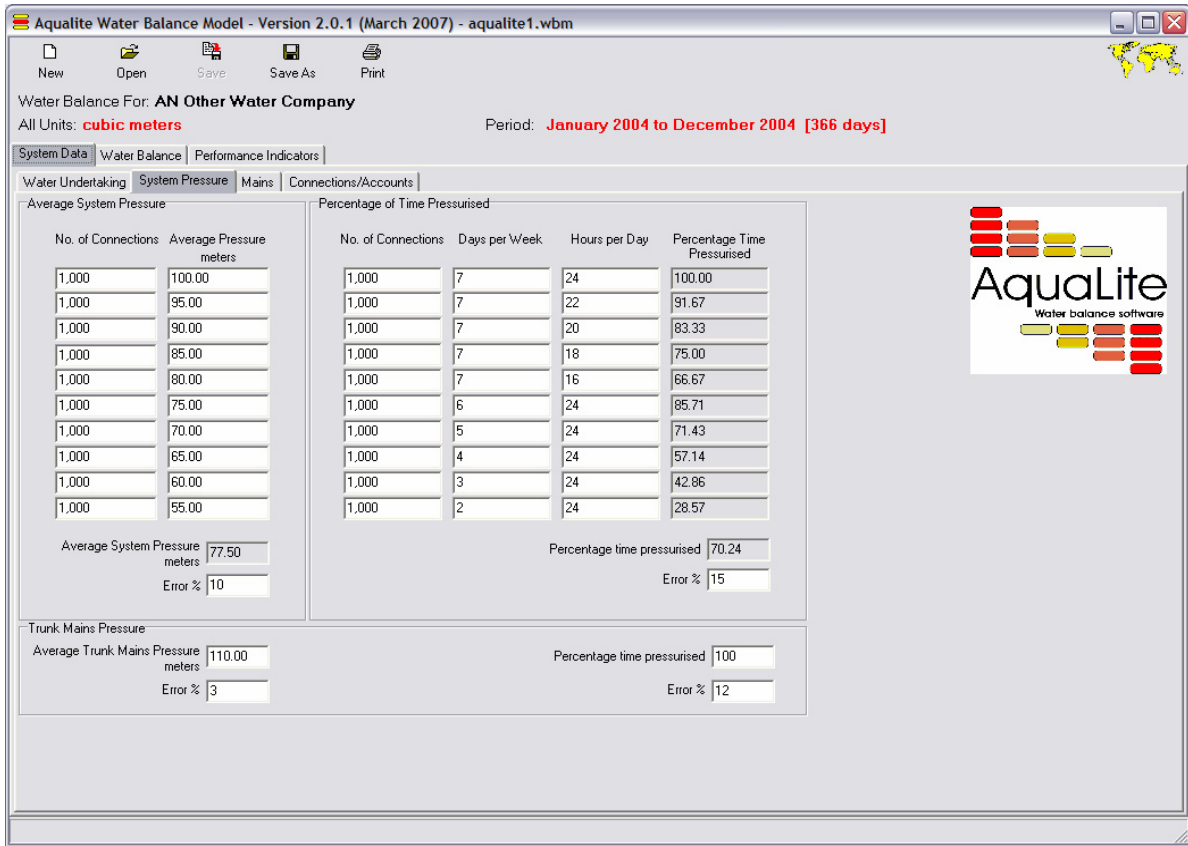 Aqualite Water Balance Model - Version 2.0.1 (March 2007) - aqualite1.wbm
New Open Save Save As Print
Water Balance For: AN Other Water Company
All Units: cubic meters Period: January 2004 to December 2004 [366 days]
System Data Water Balance Performance Indicators
Water Undertaking System Pressure Mains Connections/Accounts
Average System Pressure Percentage of Time Pressurised
No. of Connections Average Pressure No. of Connections Days per Week Hours per Day Percentage Time
meters Pressurised
1,000 100.00 1,000 7 24 100.00
1,000 95.00 1,000 7 22 91.67
1,000 90.00 1,000 7 20 83.33
1,000 85.00 1,000 7 18 75.00
1,000 80.00 1,000 7 16 66.67
1,000 75.00 1,000 6 24 85.71
1,000 70.00 1,000 5 24 71.43
1,000 65.00 1,000 4 24 57.14
1,000 60.00 1,000 3 24 42.86
1,000 55.00 1,000 2 24 28.57
Average System Pressure 77.50 Percentage time pressurised 70.24
meters
Error % 10 Error % 15
Trunk Mains Pressure
Average Trunk Mains Pressure 110.00 Percentage time pressurised 100
meters
Error % 3 Error % 12
AquaLite
Water balance software